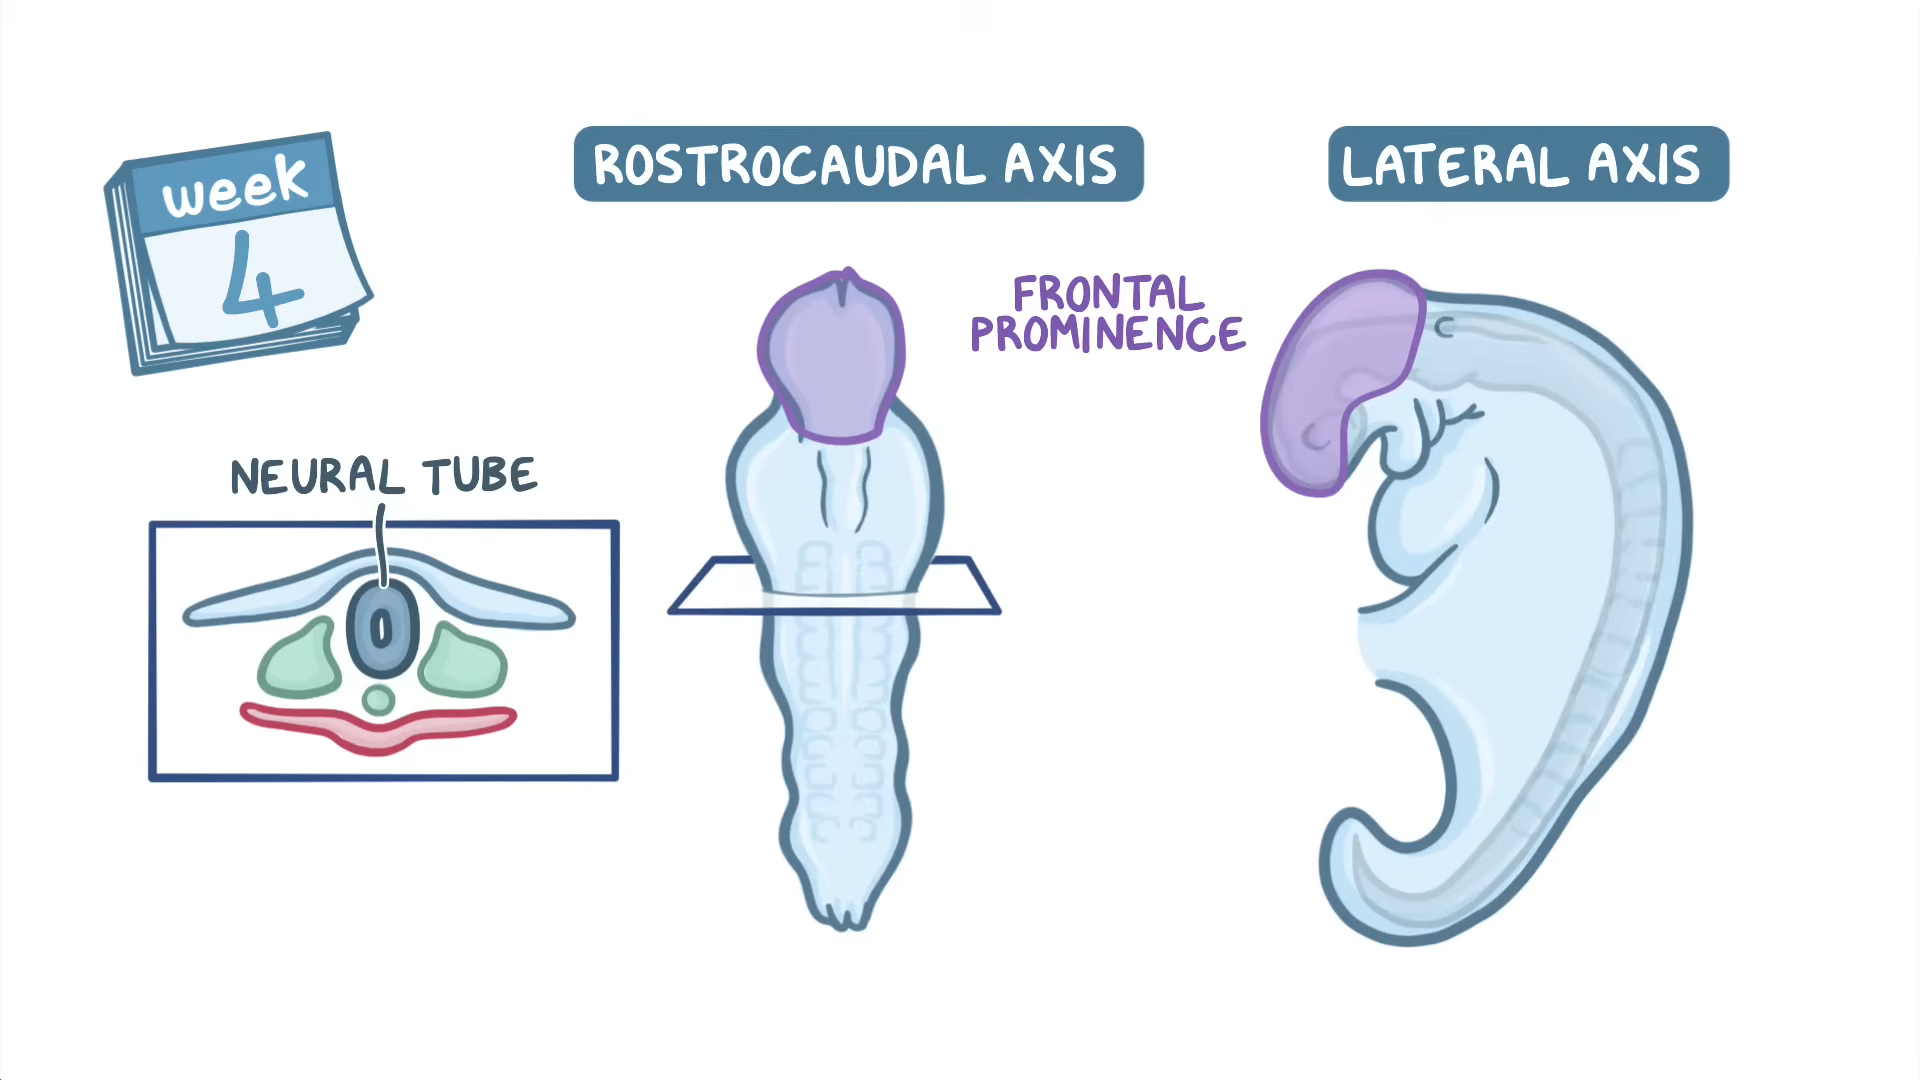 week
4
ROSTROCAUDAL AXIS
LATERAL AXIS
FRONTAL
PROMINENCE
NEURAL TUBE